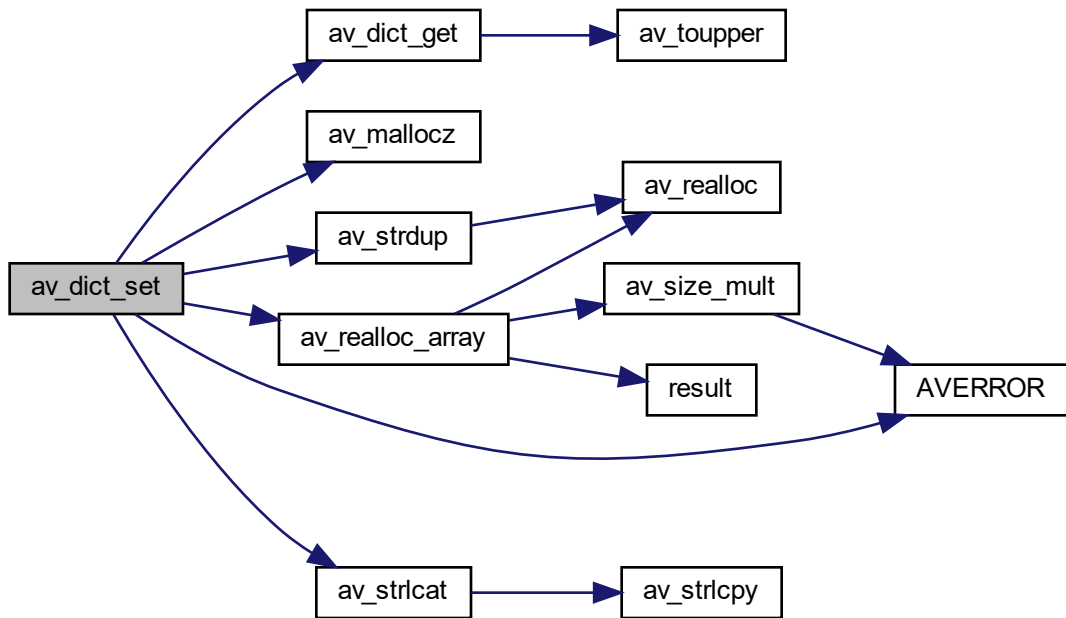 av_dict_get
av_toupper
av_mallocz
av_realloc
av_strdup
av_dict_set
av_size_mult
av_realloc_array
result
AVERROR
av_strlcat
av_strlcpy